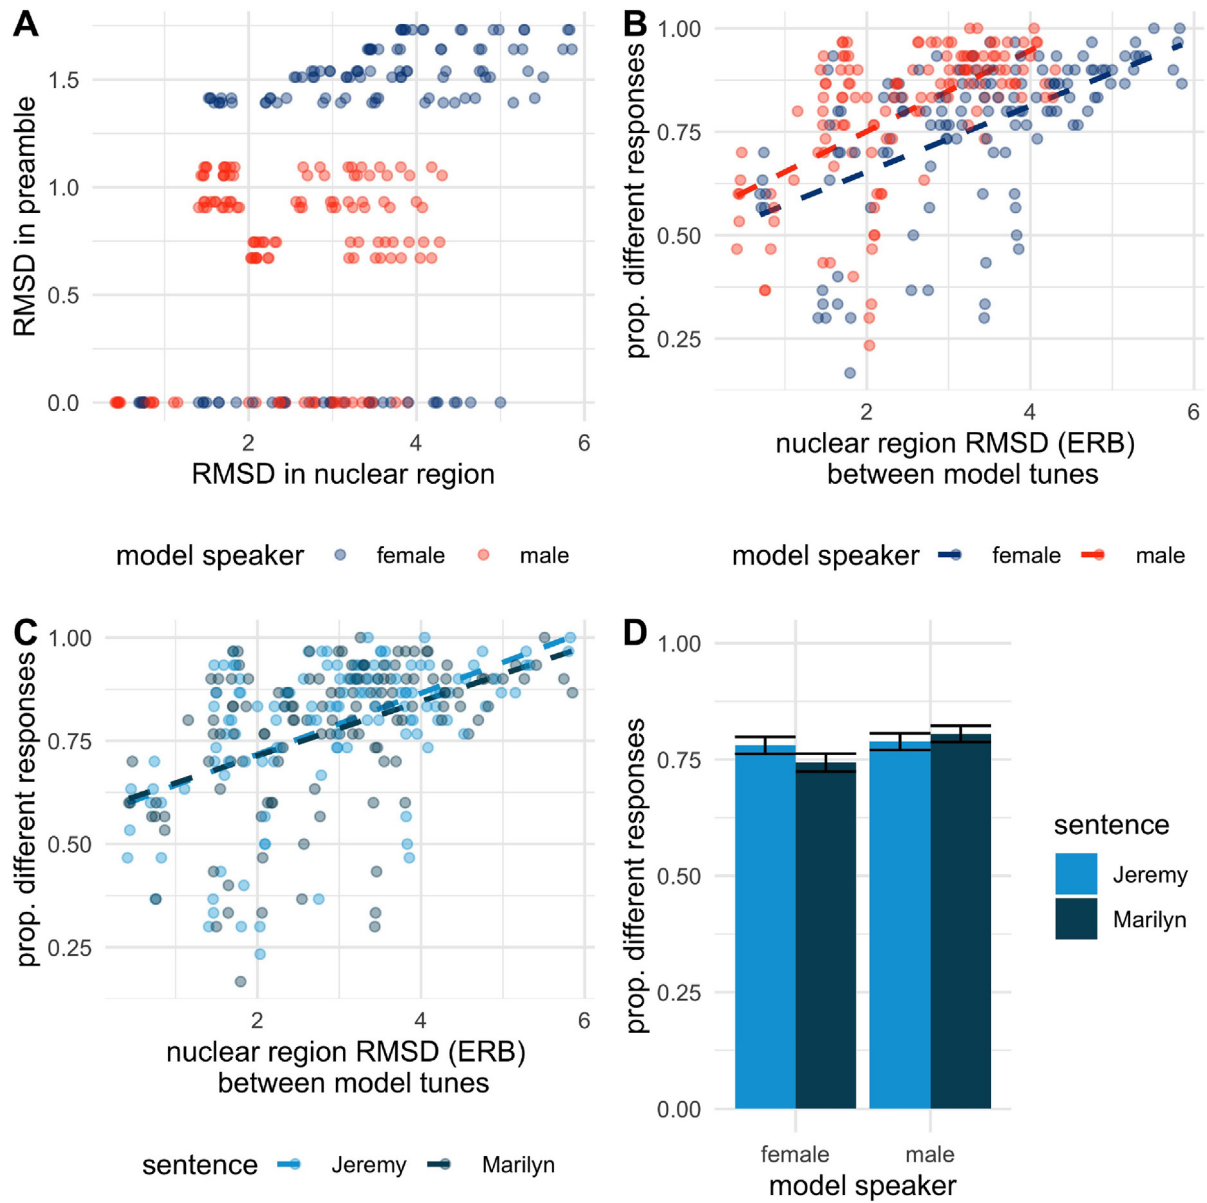 A
RMSD in preamble
1.5
1.0
0.5
0.0
2
4
6
RMSD in nuclear region
model speaker
female
male
B
prop. different responses
1.00
0.75
0.50
0.25
2
4
6
nuclear region RMSD (ERB)
between model tunes
model speaker
female
male
C
prop. different responses
1.00
0.75
0.50
0.25
2
4
6
nuclear region RMSD (ERB)
between model tunes
sentence
Jeremy
Marilyn
D
prop. different responses
1.00
0.75
0.50
0.25
0.00
female
male
model speaker
sentence
Jeremy
Marilyn